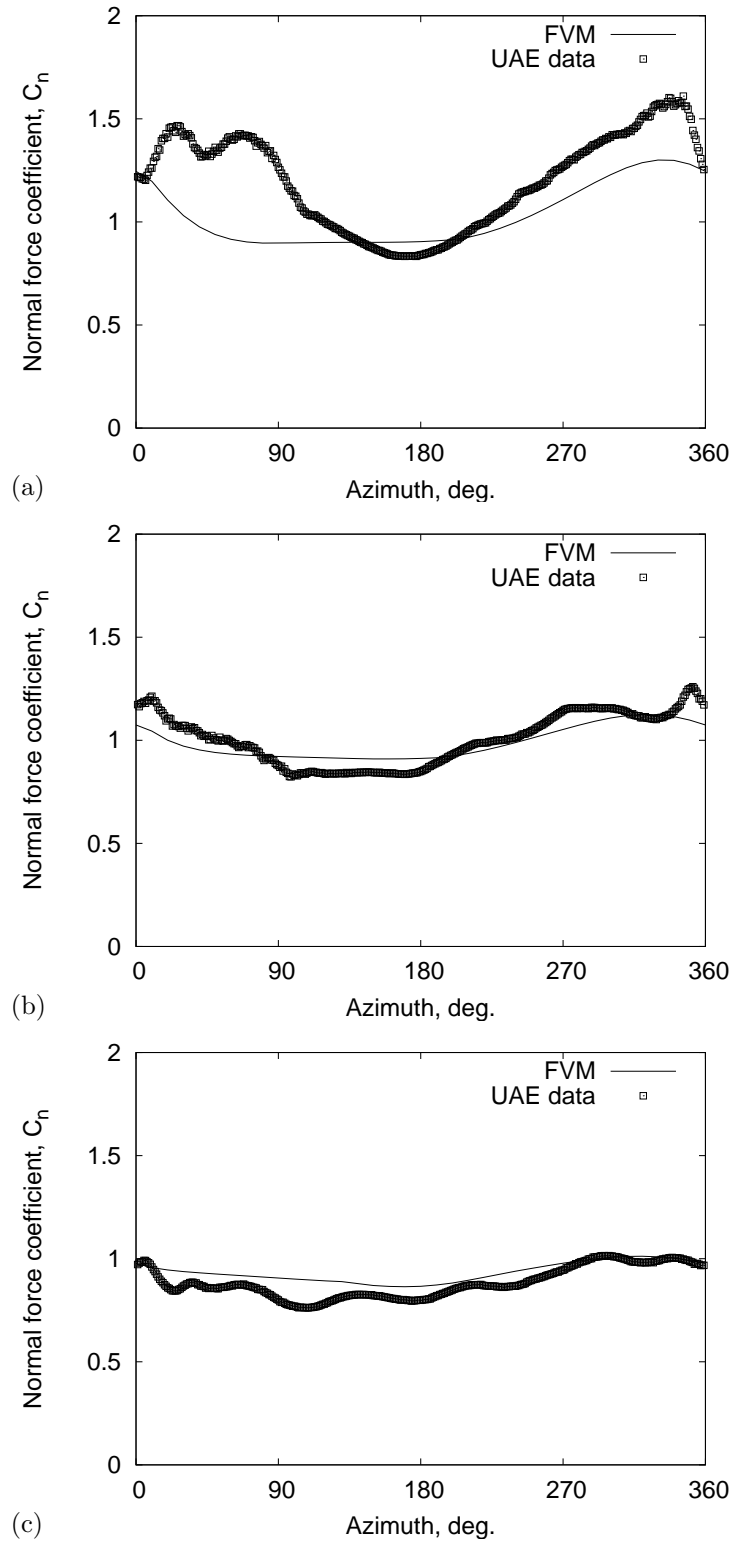 2
FVM
UAE data
1.5
1
0.5
0
Normal force coefficient, Cn
0
90
180
270
360
(a)
Azimuth, deg.
2
FVM
UAE data
1.5
1
0.5
0
Normal force coefficient, Cn
0
90
180
270
360
(b)
Azimuth, deg.
2
FVM
UAE data
1.5
1
0.5
0
Normal force coefficient, Cn
0
90
180
270
360
(c)
Azimuth, deg.